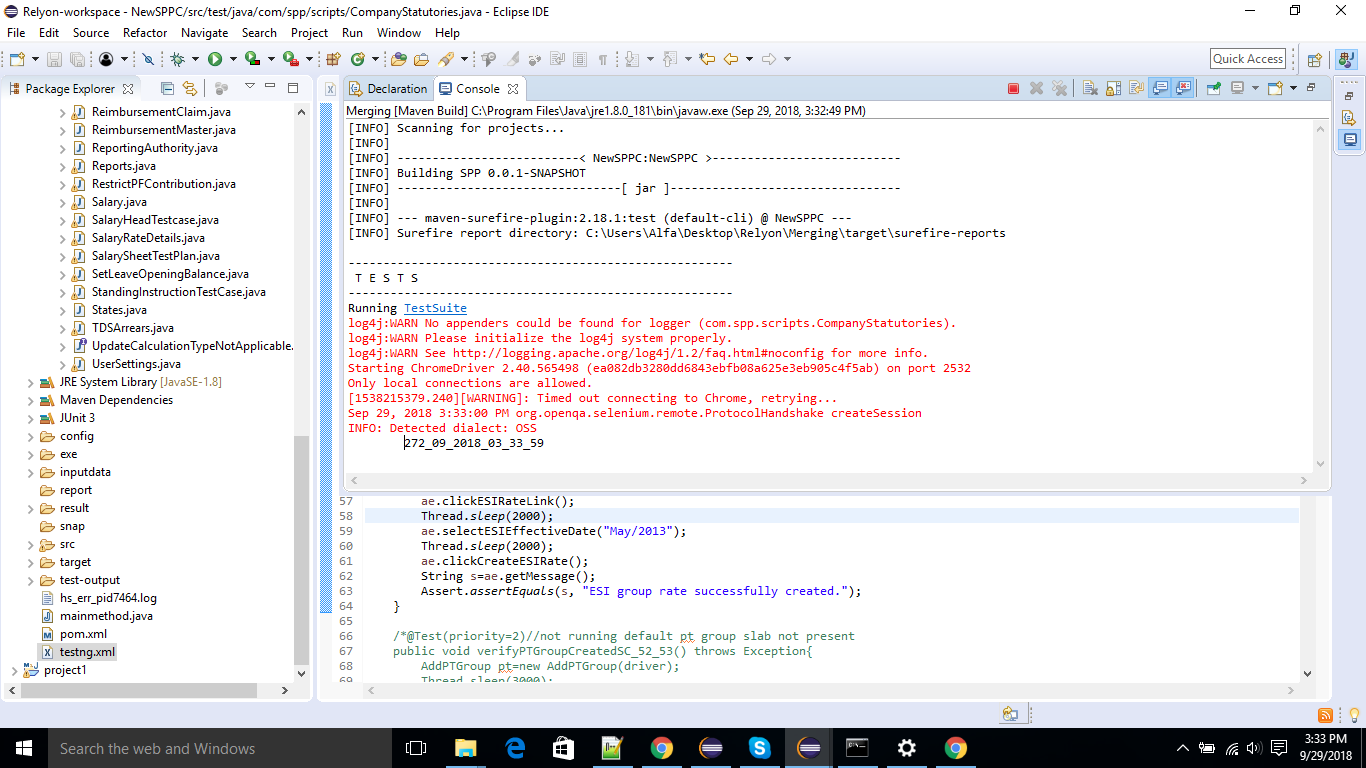 Relyon-workspace - NewSPPC/src/test/java/com/spp/scripts/CompanyStatutories.java - Eclipse IDE
File Edit Source Refactor Navigate Search Project Run Window Help
Quick Access
Package Explorer
Declaration Console
Merging [Maven Build] C:\Program Files\Java\jre1.8.0_181\bin\javaw.exe (Sep 29, 2018, 3:32:49 PM)
ReimbursementClaim.java
ReimbursementMaster.java
ReportingAuthority.java
Reports.java
RestrictPFContribution.java
Salary.java
SalaryHeadTestcase.java
SalaryRateDetails.java
SalarySheetTestPlan.java
SetLeaveOpeningBalance.java
StandingInstructionTestCase.java
States.java
TDSArrears.java
UpdateCalculationTypeNotApplicable.
UserSettings.java
JRE System Library [JavaSE-1.8]
Maven Dependencies
JUnit 3
config
exe
inputdata
report
result
snap
src
target
test-output
hs_err_pid7464.log
mainmethod.java
pom.xml
testng.xml
project1
[INFO] Scanning for projects...
[INFO]
[INFO] --------------------------< NewSPPC:NewSPPC >---------------------------
[INFO] Building SPP 0.0.1-SNAPSHOT
[INFO] --------------------------------[ jar ]---------------------------------
[INFO]
[INFO] --- maven-surefire-plugin:2.18.1:test (default-cli) @ NewSPPC ---
[INFO] Surefire report directory: C:\Users\Alfa\Desktop\Relyon\Merging\target\surefire-reports
-------------------------------------------------------
T E S T S
-------------------------------------------------------
Running TestSuite
log4j:WARN No appenders could be found for logger (com.spp.scripts.CompanyStatutories).
log4j:WARN Please initialize the log4j system properly.
log4j:WARN See http://logging.apache.org/log4j/1.2/faq.html#noconfig for more info.
Starting ChromeDriver 2.40.565498 (ea082db3280dd6843ebfb08a625e3eb905c4f5ab) on port 2532
Only local connections are allowed.
[1538215379.240][WARNING]: Timed out connecting to Chrome, retrying...
Sep 29, 2018 3:33:00 PM org.openqa.selenium.remote.ProtocolHandshake createSession
INFO: Detected dialect: OSS
272_09_2018_03_33_59
57 ae.clickESIRateLink();
58 Thread.sleep(2000);
59 ae.selectESIEffectiveDate("May/2013");
60 Thread.sleep(2000);
61 ae.clickCreateESIRate();
62 String s=ae.getMessage();
63 Assert.assertEquals(s, "ESI group rate successfully created.");
64 }
65
66 /*@Test(priority=2)//not running default pt group slab not present
67 public void verifyPTGroupCreatedSC_52_53() throws Exception{
68 AddPTGroup pt=new AddPTGroup(driver);
69 Thread.sleep(3000);
Search the web and Windows
3:33 PM
9/29/2018